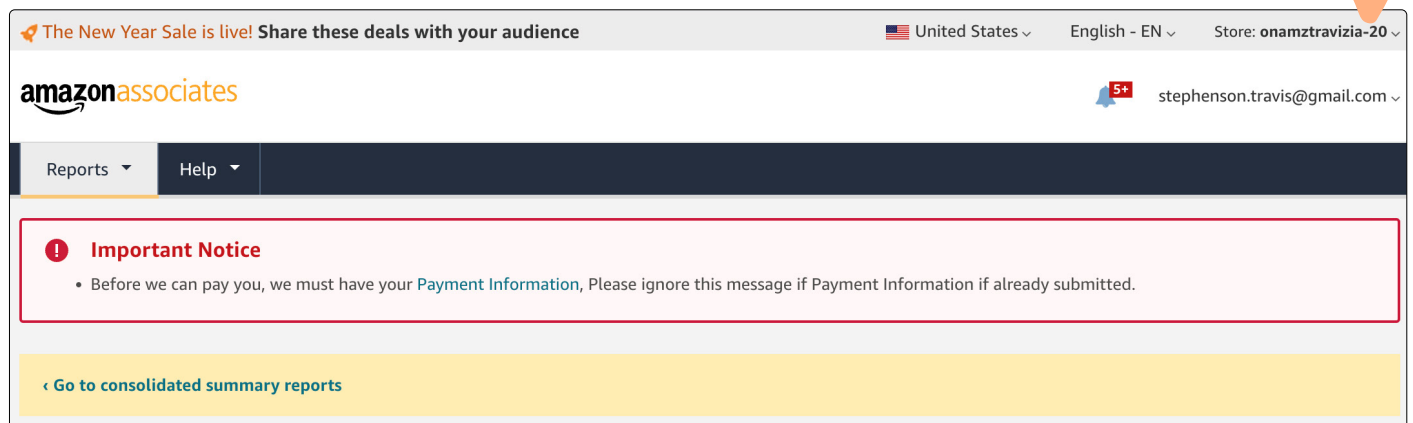 The New Year Sale is live! Share these deals with your audience United States English - EN Store: onamztravizia-20
amazonassociates 5+ stephenson.travis@gmail.com
Reports Help
Important Notice
• Before we can pay you, we must have your Payment Information, Please ignore this message if Payment Information if already submitted.
‹ Go to consolidated summary reports